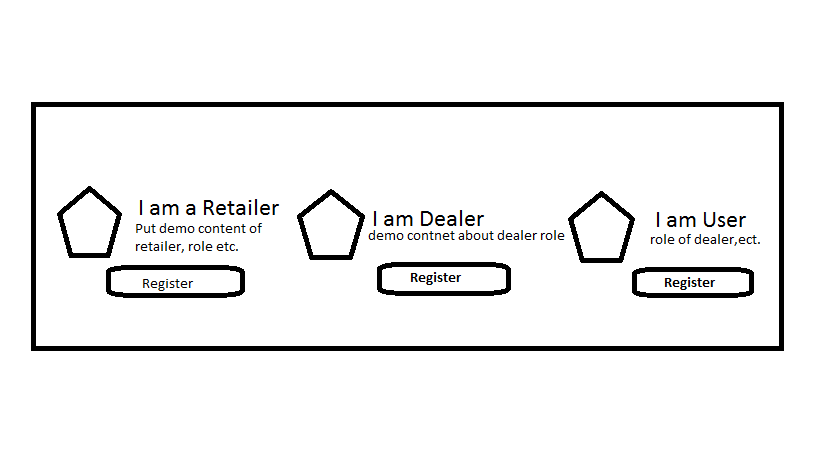 I am a Retailer
Put demo content of
retailer, role etc.
Register
I am Dealer
demo contnet about dealer role
Register
I am User
role of dealer,ect.
Register